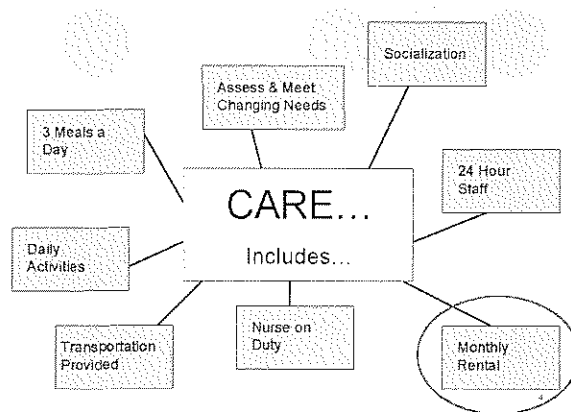 Socialization
Assess & Meet
Changing Needs
3 Meals a
Day
24 Hour
Staff
CARE...
Includes...
Daily
Activities
Nurse on
Duty
Transportation
Provided
Monthly
Rental
4